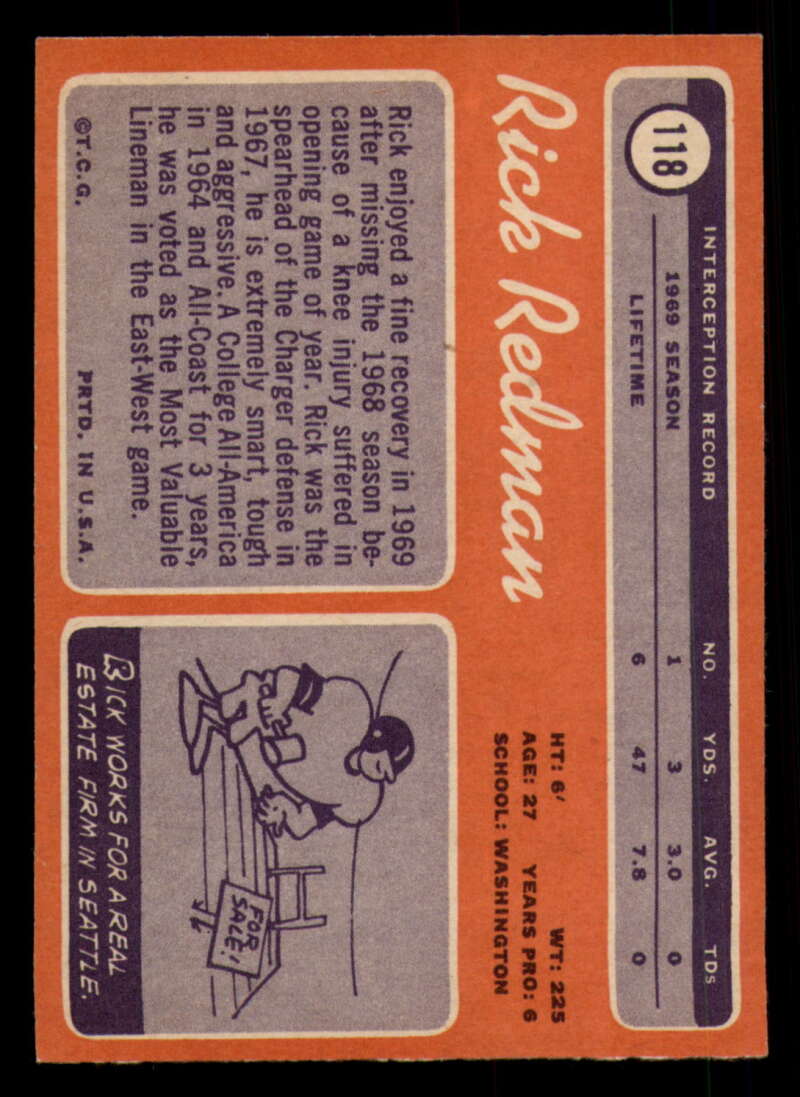 118
INTERCEPTION RECORD NO. YDS. AVG. TDs
1969 SEASON 1 3 3.0 0
LIFETIME 6 47 7.8 0
Rick Redman
HT: 6' WT: 225
AGE: 27 YEARS PRO: 6
SCHOOL: WASHINGTON
Rick enjoyed a fine recovery in 1969
after missing the 1968 season be-
cause of a knee injury suffered in
opening game of year. Rick was the
spearhead of the Charger defense in
1967, he is extremely smart, tough
and aggressive. A College All-America
in 1964 and All-Coast for 3 years,
he was voted as the Most Valuable
Lineman in the East-West game.
©T.C.G. PRTD. IN U.S.A.
FOR
SALE!
RICK WORKS FOR A REAL
ESTATE FIRM IN SEATTLE.